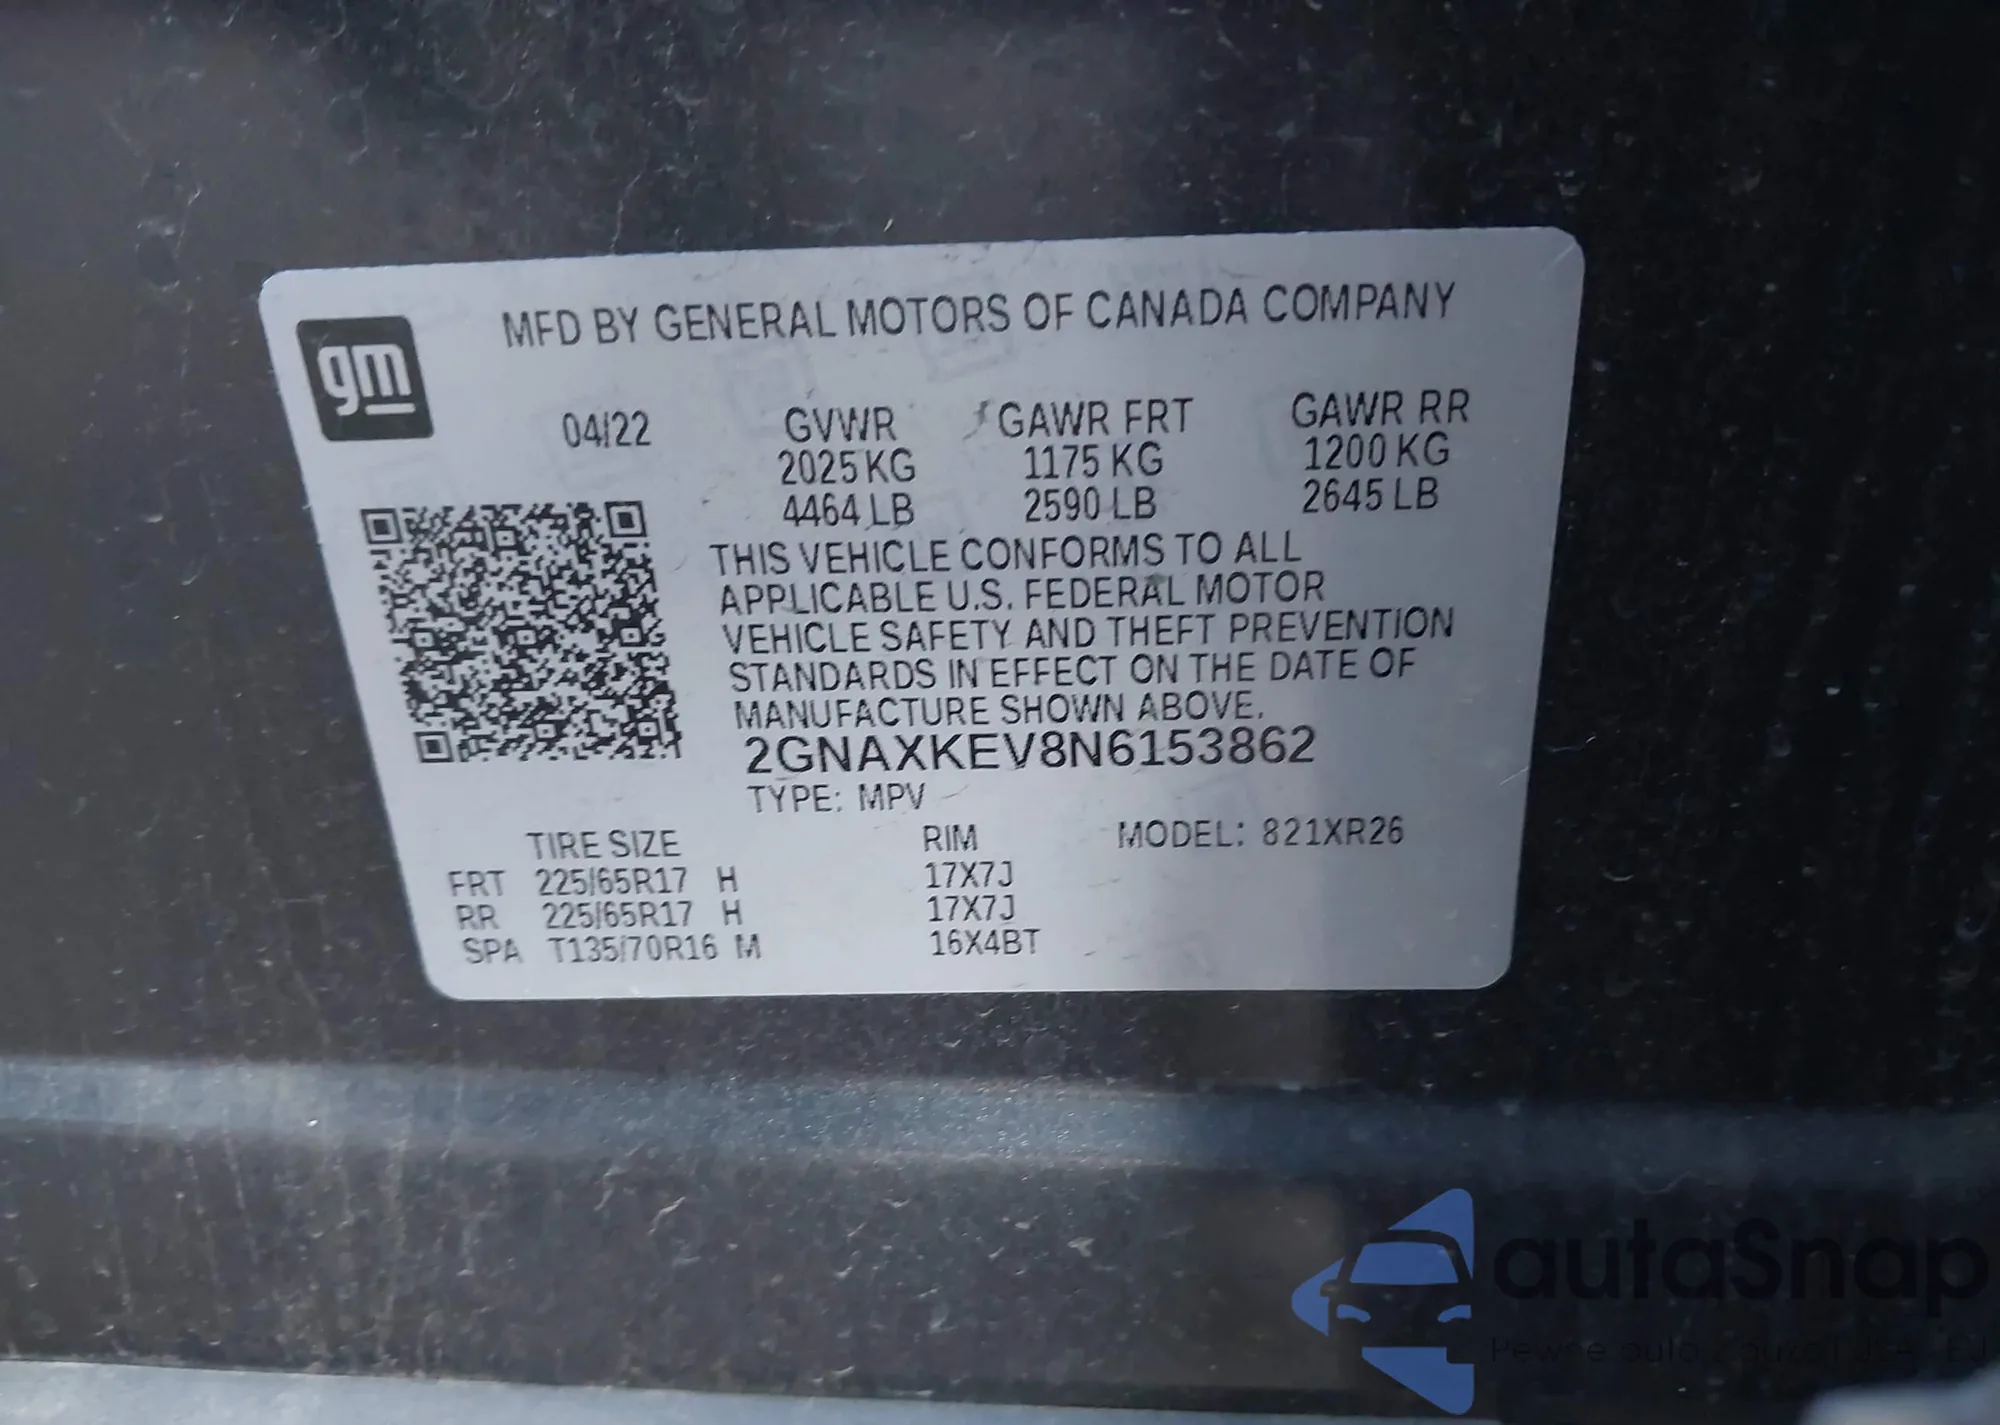 gm
MFD BY GENERAL MOTORS OF CANADA COMPANY
04/22 GVWR GAWR FRT GAWR RR
2025 KG 1175 KG 1200 KG
4464 LB 2590 LB 2645 LB
THIS VEHICLE CONFORMS TO ALL
APPLICABLE U.S. FEDERAL MOTOR
VEHICLE SAFETY AND THEFT PREVENTION
STANDARDS IN EFFECT ON THE DATE OF
MANUFACTURE SHOWN ABOVE.
2GNAXKEV8N6153862
TYPE: MPV
TIRE SIZE RIM MODEL: 821XR26
FRT 225/65R17 H 17X7J
RR 225/65R17 H 17X7J
SPA T135/70R16 M 16X4BT
autaSnap
Pewne auto z